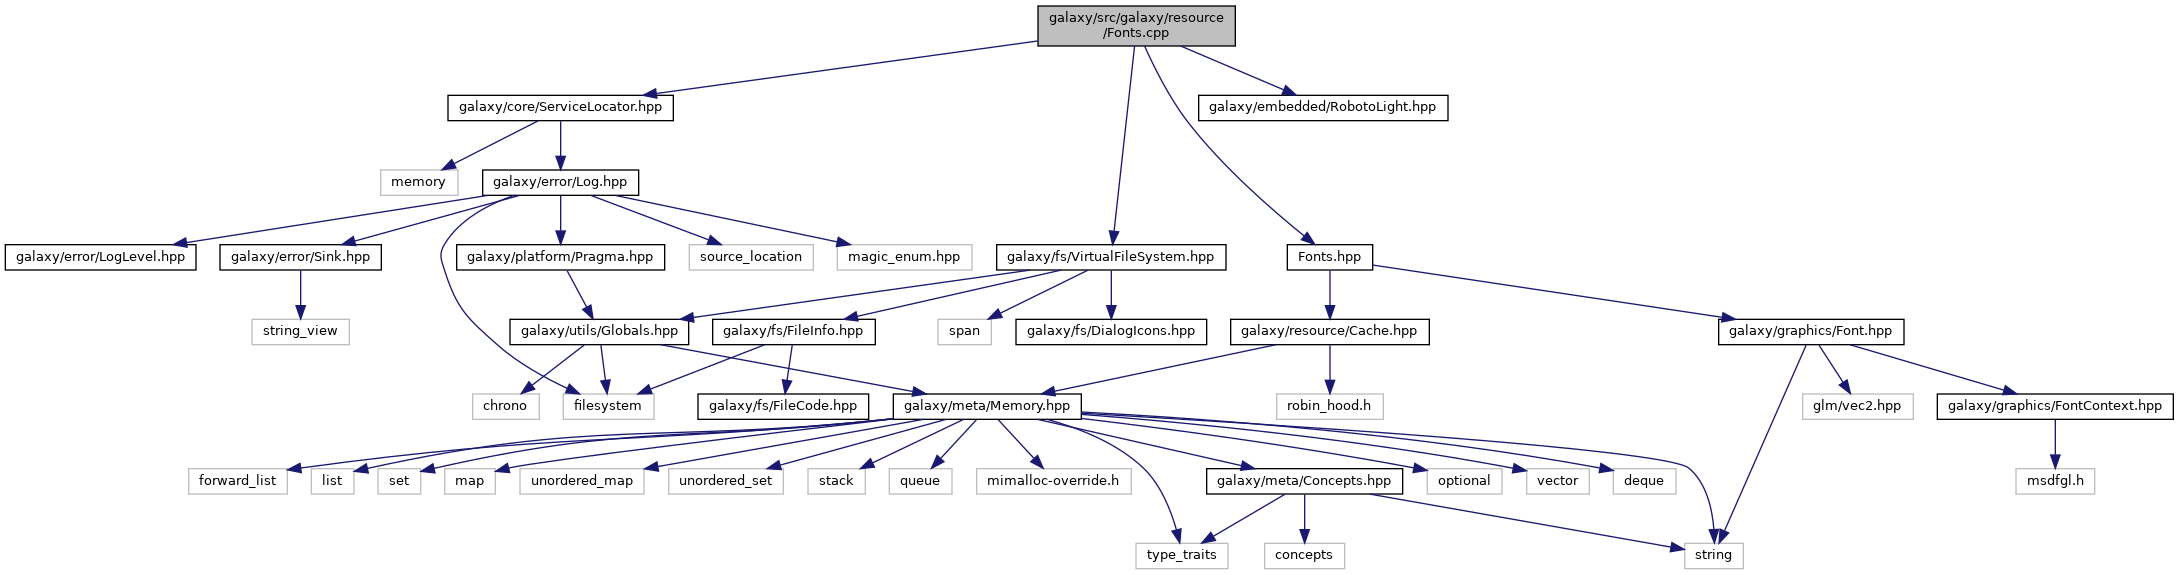 galaxy/src/galaxy/resource
/Fonts.cpp
galaxy/core/ServiceLocator.hpp
galaxy/embedded/RobotoLight.hpp
memory
galaxy/error/Log.hpp
galaxy/error/LogLevel.hpp
galaxy/error/Sink.hpp
galaxy/platform/Pragma.hpp
source_location
magic_enum.hpp
galaxy/fs/VirtualFileSystem.hpp
Fonts.hpp
string_view
galaxy/utils/Globals.hpp
galaxy/fs/FileInfo.hpp
span
galaxy/fs/DialogIcons.hpp
galaxy/resource/Cache.hpp
galaxy/graphics/Font.hpp
chrono
filesystem
galaxy/fs/FileCode.hpp
galaxy/meta/Memory.hpp
robin_hood.h
glm/vec2.hpp
galaxy/graphics/FontContext.hpp
forward_list
list
set
map
unordered_map
unordered_set
stack
queue
mimalloc-override.h
galaxy/meta/Concepts.hpp
optional
vector
deque
msdfgl.h
type_traits
concepts
string